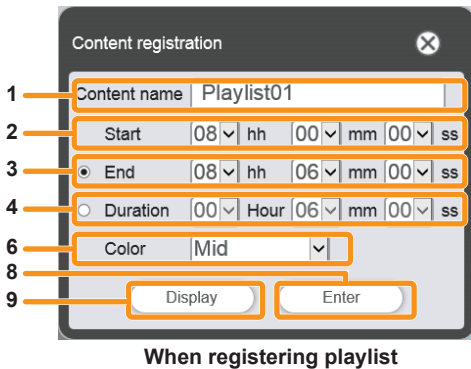 Content registration
1 Content name Playlist01
2 Start 08 hh 00 mm 00 ss
3 End 08 hh 06 mm 00 ss
4 Duration 00 Hour 06 mm 00 ss
6 Color Mid
8
9 Display Enter
When registering playlist